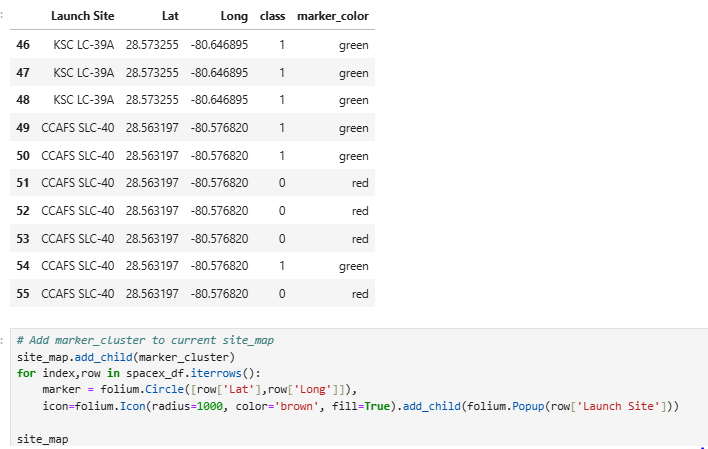 Launch Site Lat Long class marker_color
46 KSC LC-39A 28.573255 -80.646895 1 green
47 KSC LC-39A 28.573255 -80.646895 1 green
48 KSC LC-39A 28.573255 -80.646895 1 green
49 CCAFS SLC-40 28.563197 -80.576820 1 green
50 CCAFS SLC-40 28.563197 -80.576820 1 green
51 CCAFS SLC-40 28.563197 -80.576820 0 red
52 CCAFS SLC-40 28.563197 -80.576820 0 red
53 CCAFS SLC-40 28.563197 -80.576820 0 red
54 CCAFS SLC-40 28.563197 -80.576820 1 green
55 CCAFS SLC-40 28.563197 -80.576820 0 red
# Add marker_cluster to current site_map
site_map.add_child(marker_cluster)
for index,row in spacex_df.iterrows():
    marker = folium.Circle([row['Lat'],row['Long']]),
    icon=folium.Icon(radius=1000, color='brown', fill=True).add_child(folium.Popup(row['Launch Site']))
site_map